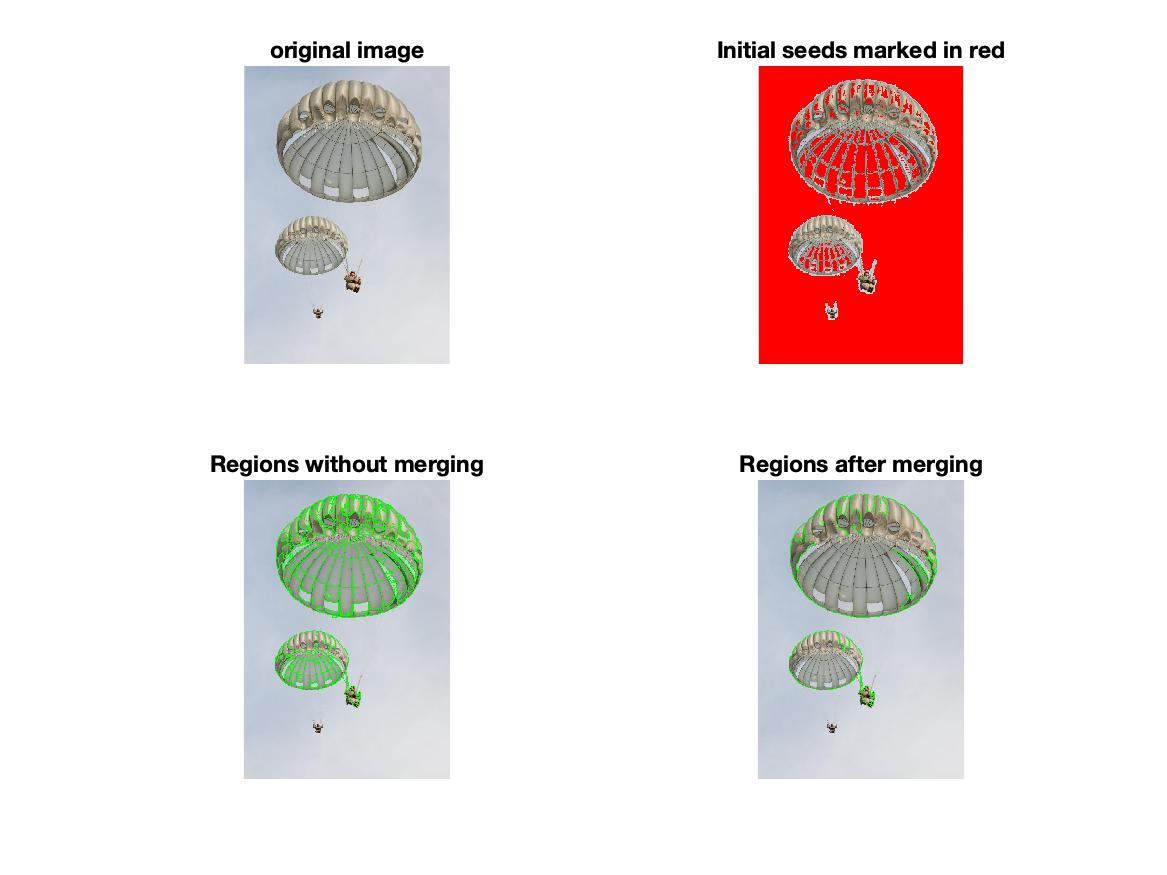 original image
Initial seeds marked in red
Regions without merging
Regions after merging